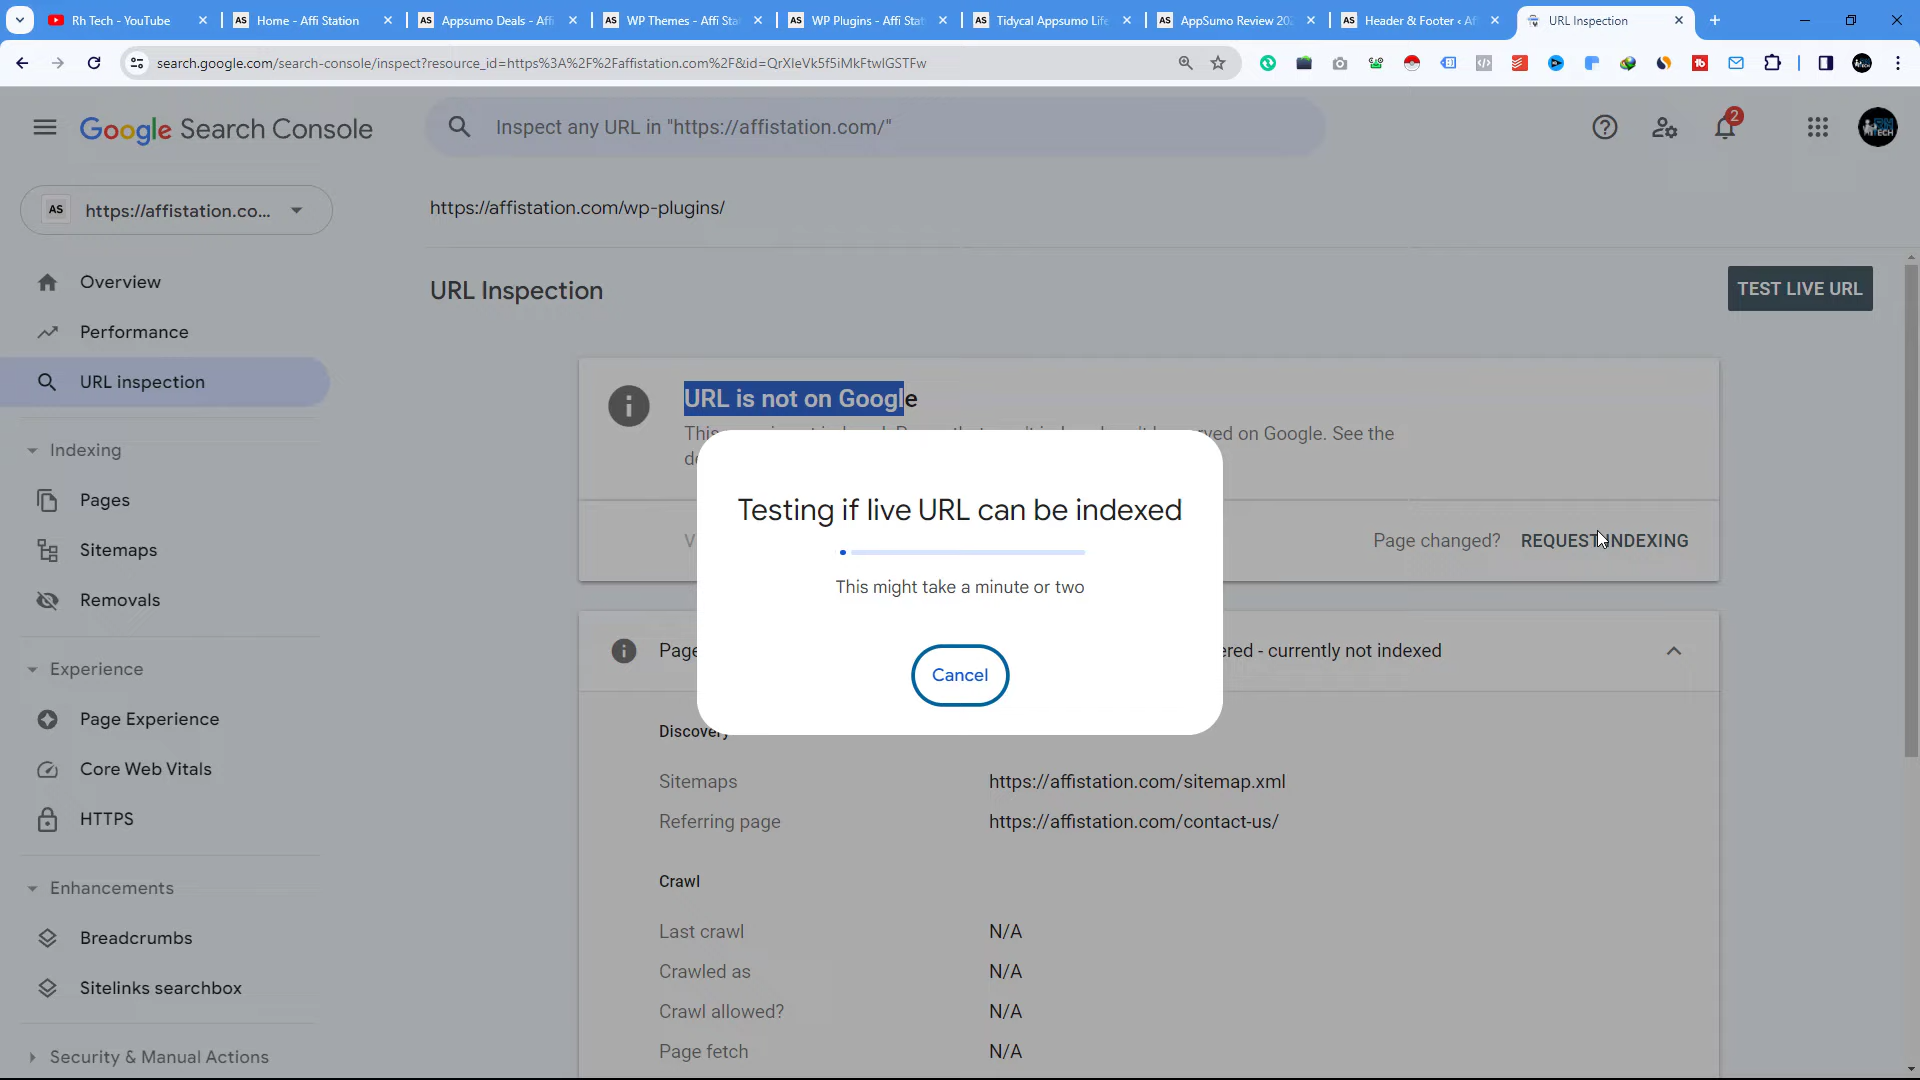 Rh Tech - YouTube
Home - Affi Station
Appsumo Deals - Affi
WP Themes - Affi Sta
WP Plugins - Affi Stat
Tidycal Appsumo Life
AppSumo Review 202
Header & Footer ‹ Af
URL Inspection
search.google.com/search-console/inspect?resource_id=https%3A%2F%2Faffistation.com%2F&id=QrXIeVk5f5iMkFtwIGSTFw
Google Search Console
Inspect any URL in "https://affistation.com/"
2
AS
https://affistation.co...
https://affistation.com/wp-plugins/
Overview
Performance
URL inspection
Indexing
Pages
Sitemaps
Removals
Experience
Page Experience
Core Web Vitals
HTTPS
Enhancements
Breadcrumbs
Sitelinks searchbox
Security & Manual Actions
URL Inspection
TEST LIVE URL
URL is not on Google
on Google. See the
Page changed? REQUEST INDEXING
Testing if live URL can be indexed
This might take a minute or two
Cancel
Page
- currently not indexed
Discovery
Sitemaps https://affistation.com/sitemap.xml
Referring page https://affistation.com/contact-us/
Crawl
Last crawl N/A
Crawled as N/A
Crawl allowed? N/A
Page fetch N/A